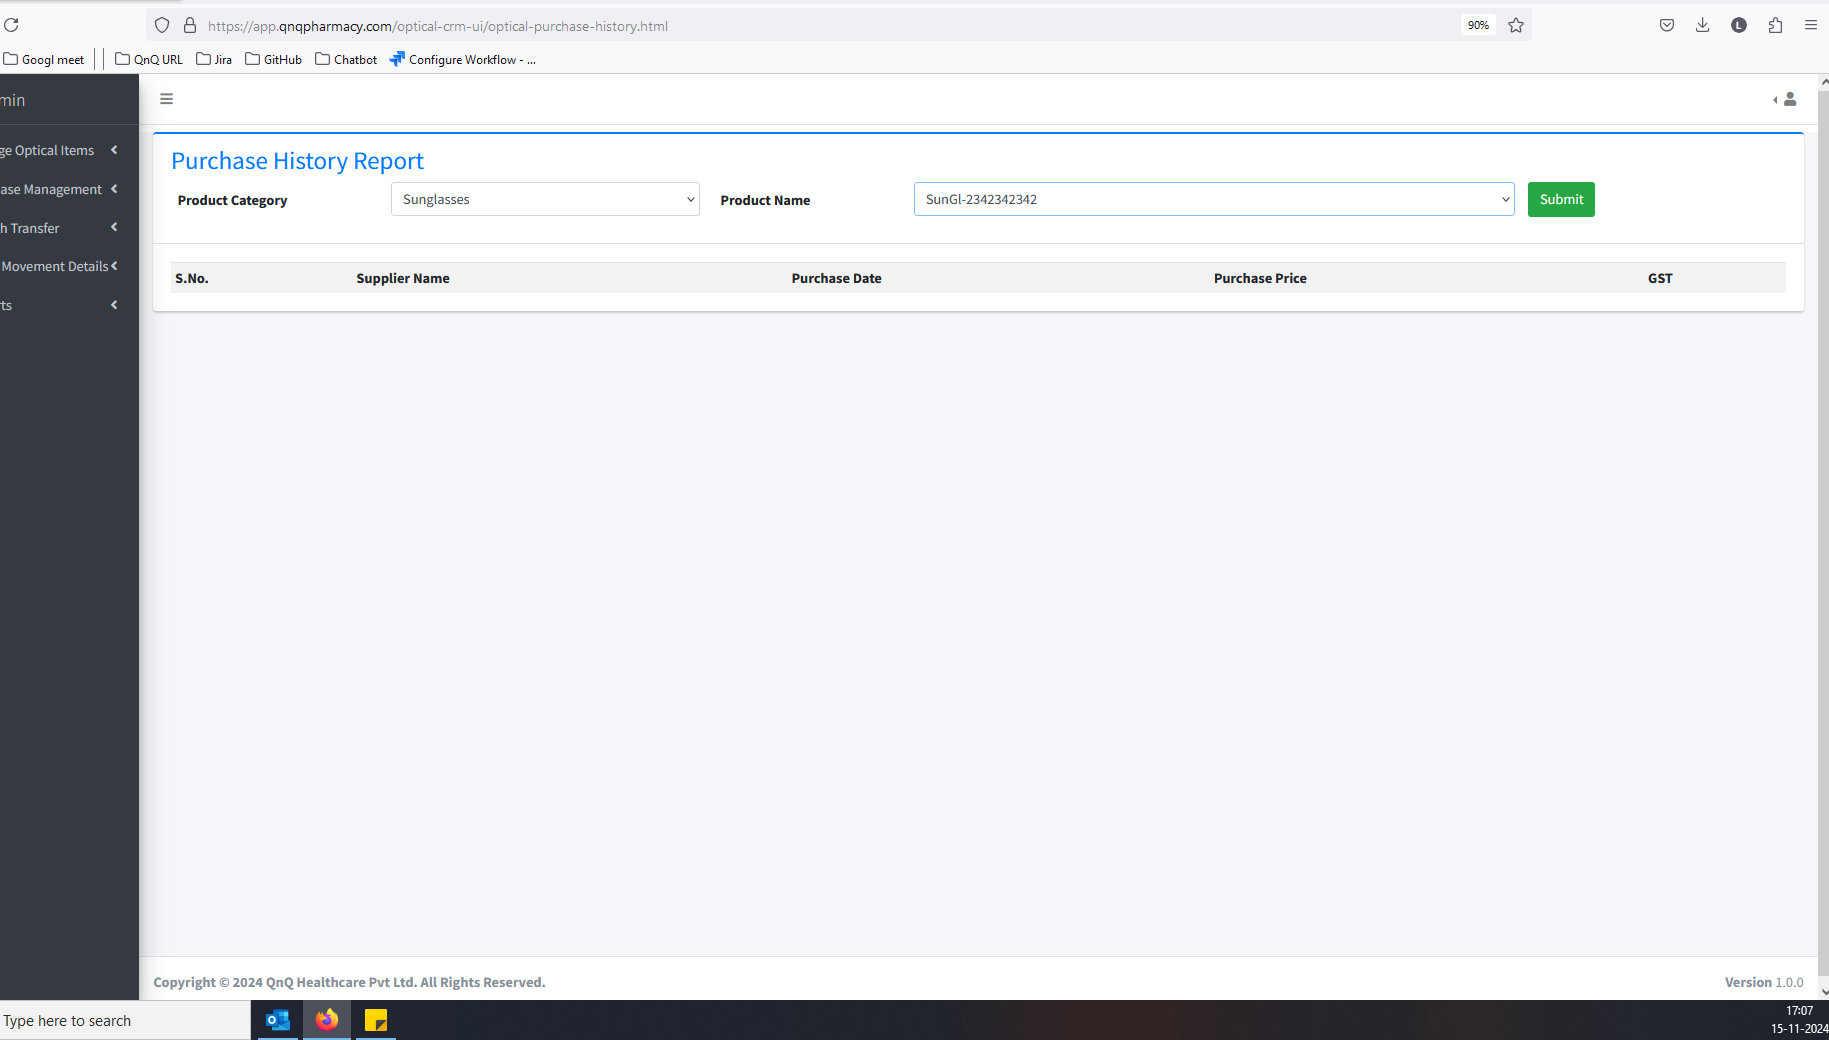 https://app.qnqpharmacy.com/optical-crm-ui/optical-purchase-history.html 90% L
Googl meet QnQ URL Jira GitHub Chatbot Configure Workflow - ...
min
ge Optical Items
ase Management
h Transfer
Movement Details
ts
Purchase History Report
Product Category Sunglasses Product Name SunGl-2342342342 Submit
S.No. Supplier Name Purchase Date Purchase Price GST
Copyright © 2024 QnQ Healthcare Pvt Ltd. All Rights Reserved. Version 1.0.0
Type here to search
17:07
15-11-2024